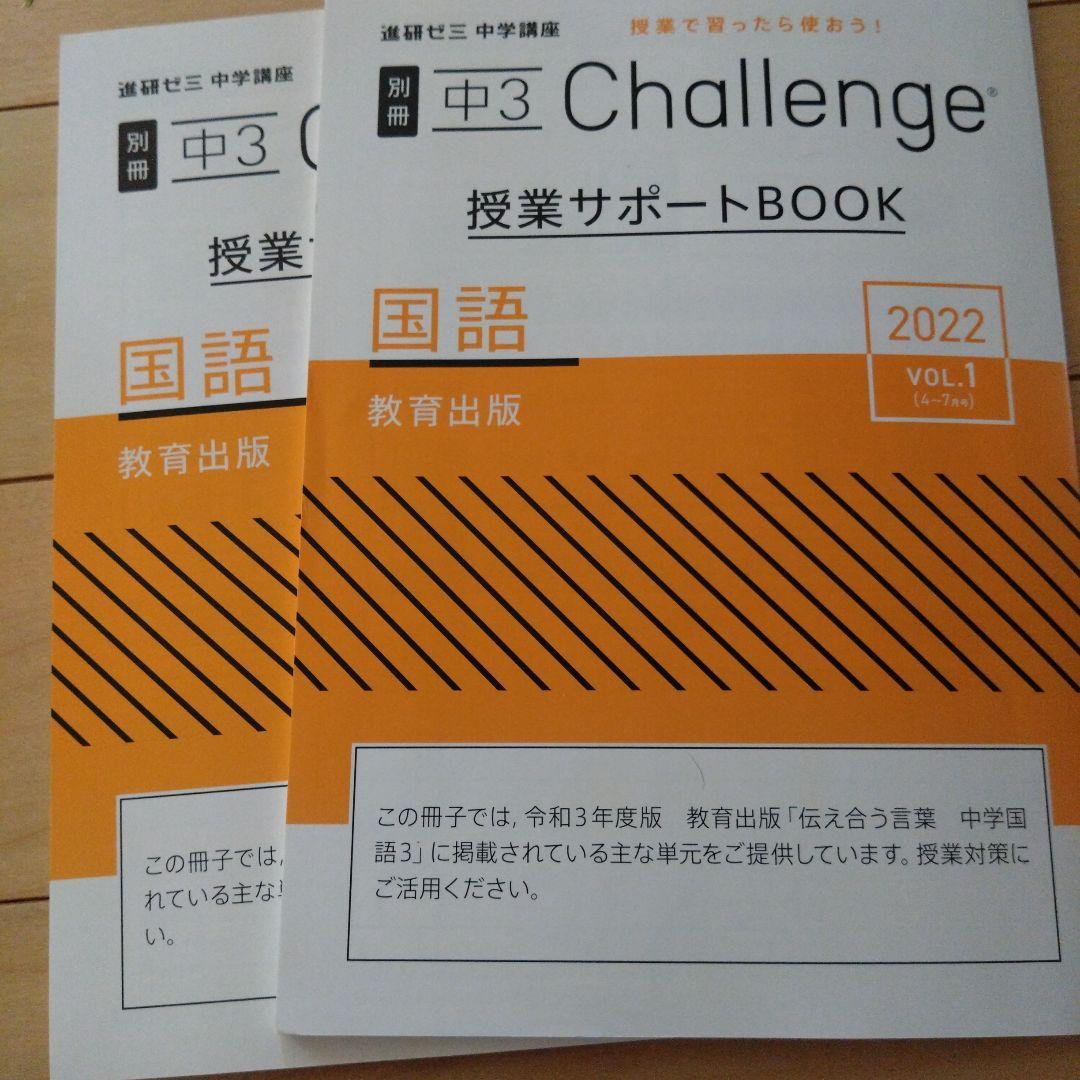 進研ゼミ 中学講座
授業で習ったら使おう!
別冊
中3
Challenge®
授業サポートBOOK
国語
2022
VOL.1
(4〜7月号)
教育出版
この冊子では, 令和3年度版　教育出版「伝え合う言葉　中学国
語3」に掲載されている主な単元をご提供しています。授業対策に
ご活用ください。
進研ゼミ 中学講座
別冊
中3
授業
国語
教育出版
この冊子では,
れている主な
い。